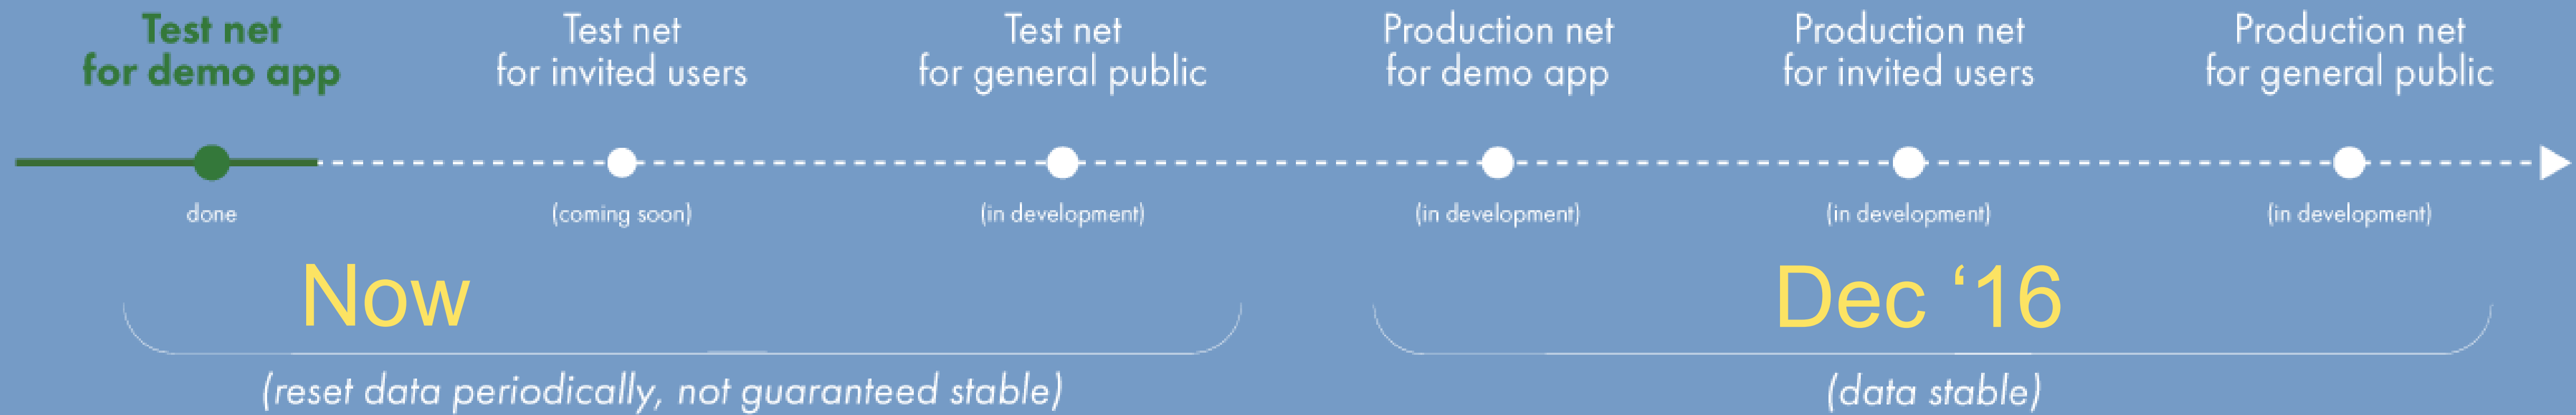 Test net
for demo app
Test net
for invited users
Test net
for general public
Production net
for demo app
Production net
for invited users
Production net
for general public
done
(coming soon)
(in development)
(in development)
(in development)
(in development)
Now
Dec ‘16
(reset data periodically, not guaranteed stable)
(data stable)